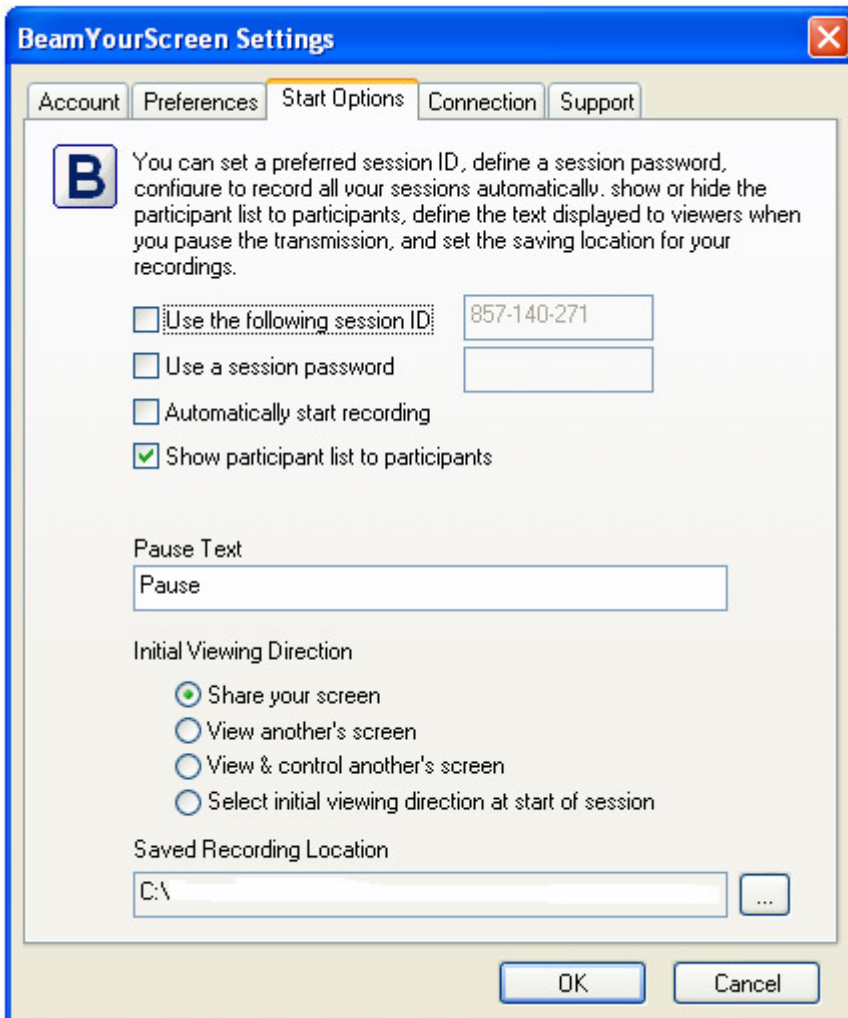 BeamYourScreen Settings
Account Preferences Start Options Connection Support
B
You can set a preferred session ID, define a session password,
configure to record all your sessions automatically, show or hide the
participant list to participants, define the text displayed to viewers when
you pause the transmission, and set the saving location for your
recordings.
Use the following session ID 857-140-271
Use a session password
Automatically start recording
Show participant list to participants
Pause Text
Pause
Initial Viewing Direction
Share your screen
View another's screen
View & control another's screen
Select initial viewing direction at start of session
Saved Recording Location
C:\
...
OK Cancel